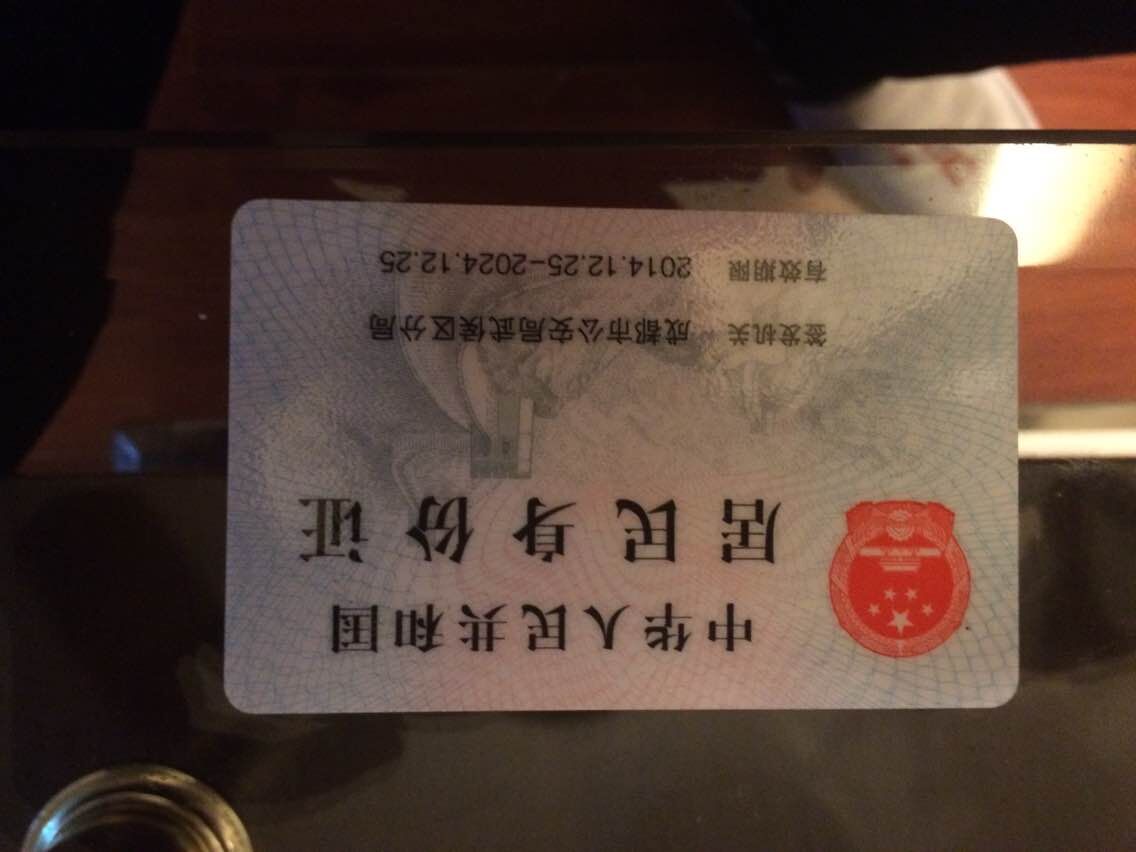 中华人民共和国
居民身份证
签发机关 成都市公安局武侯区分局
有效期限 2014.12.25-2024.12.25